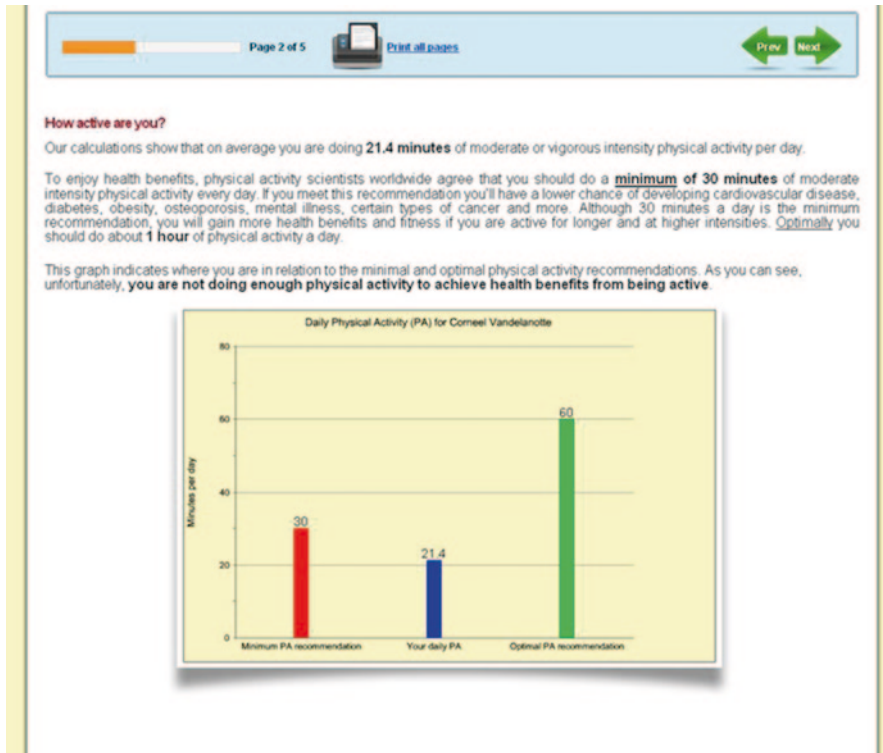 Page 2 of 5
Print all pages
Prev
Next
How active are you?
Our calculations show that on average you are doing 21.4 minutes of moderate or vigorous intensity physical activity per day.
To enjoy health benefits, physical activity scientists worldwide agree that you should do a minimum of 30 minutes of moderate
intensity physical activity every day. If you meet this recommendation you'll have a lower chance of developing cardiovascular disease,
diabetes, obesity, osteoporosis, mental illness, certain types of cancer and more. Although 30 minutes a day is the minimum
recommendation, you will gain more health benefits and fitness if you are active for longer and at higher intensities. Optimally you
should do about 1 hour of physical activity a day.
This graph indicates where you are in relation to the minimal and optimal physical activity recommendations. As you can see,
unfortunately, you are not doing enough physical activity to achieve health benefits from being active.
Daily Physical Activity (PA) for Corneel Vandelanotte
80
60
60
Minutes per day
40
30
21.4
20
0
Minimum PA recommendation
Your daily PA
Optimal PA recommendation